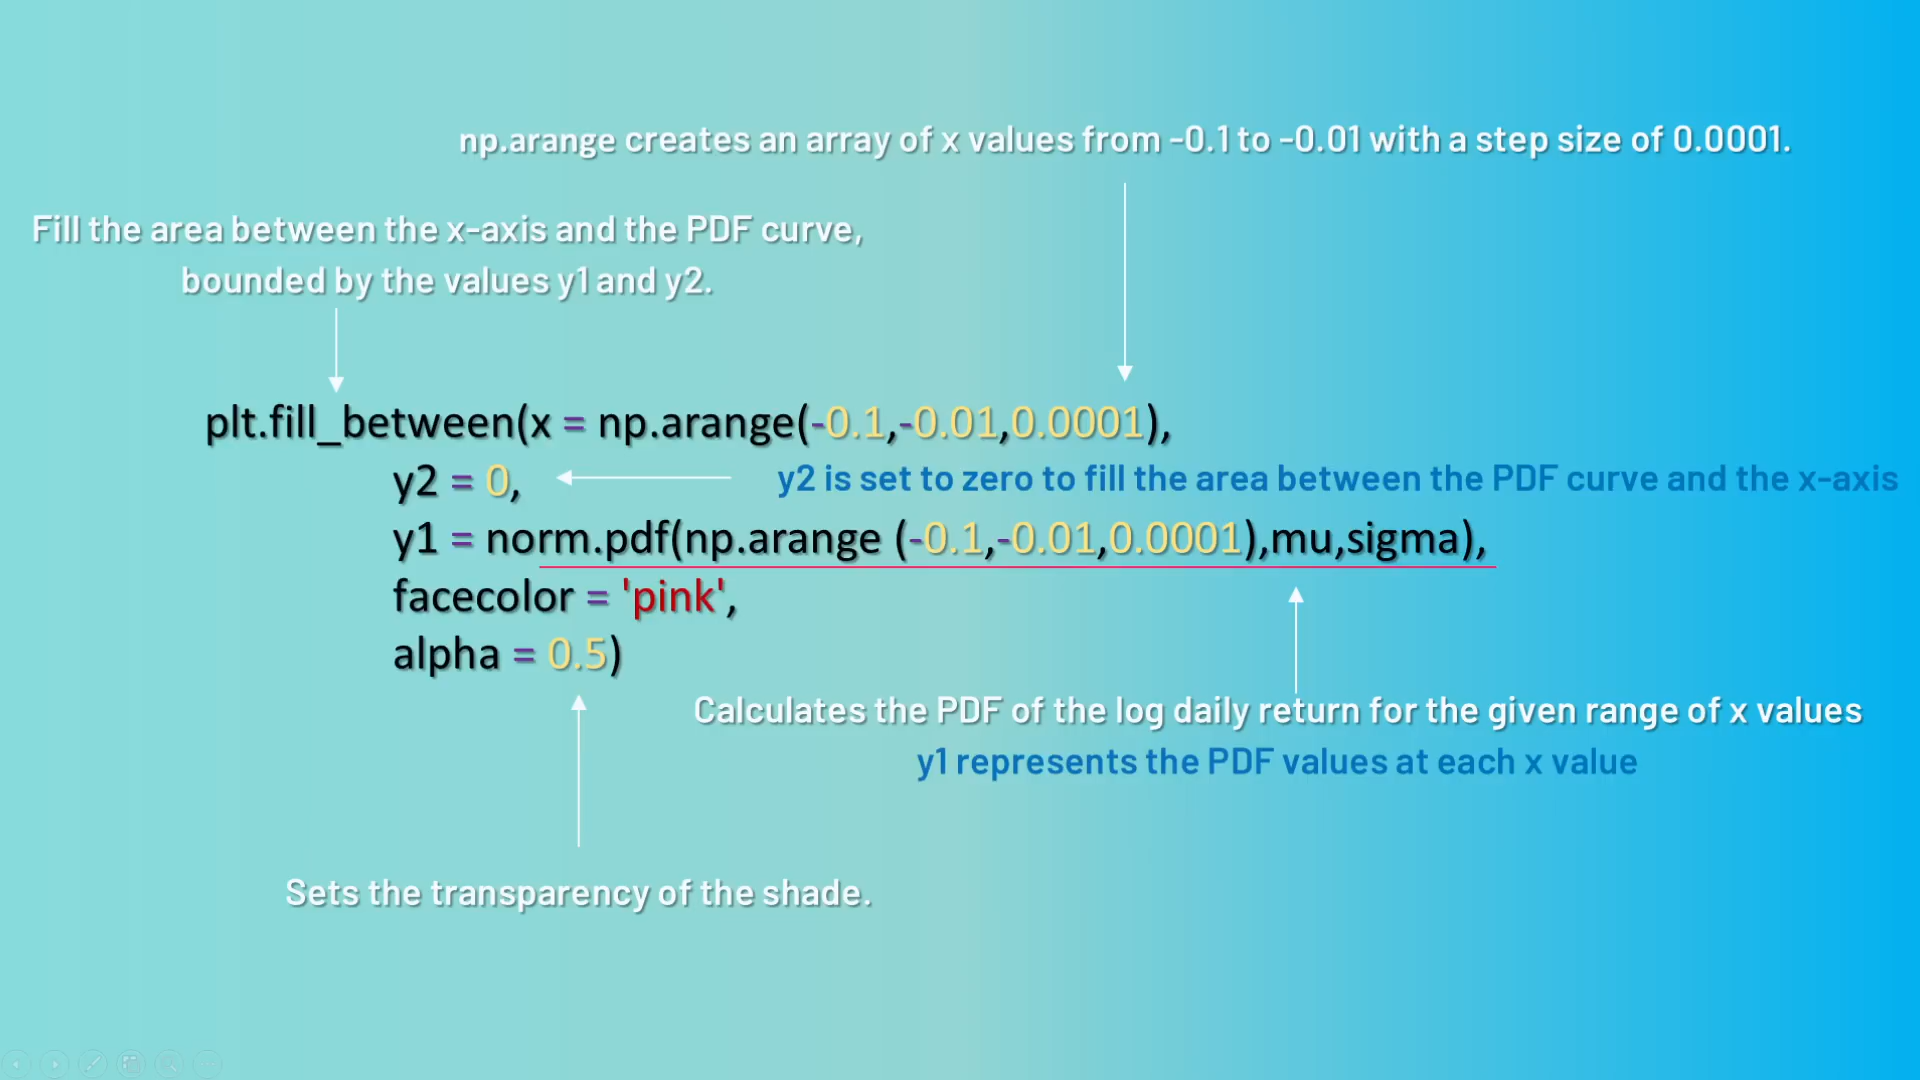 np.arange creates an array of x values from -0.1 to -0.01 with a step size of 0.0001.
Fill the area between the x-axis and the PDF curve,
bounded by the values y1 and y2.
plt.fill_between(x = np.arange(-0.1,-0.01,0.0001),
y2 = 0,
y2 is set to zero to fill the area between the PDF curve and the x-axis
y1 = norm.pdf(np.arange (-0.1,-0.01,0.0001),mu,sigma),
facecolor = 'pink',
alpha = 0.5)
Calculates the PDF of the log daily return for the given range of x values
y1 represents the PDF values at each x value
Sets the transparency of the shade.